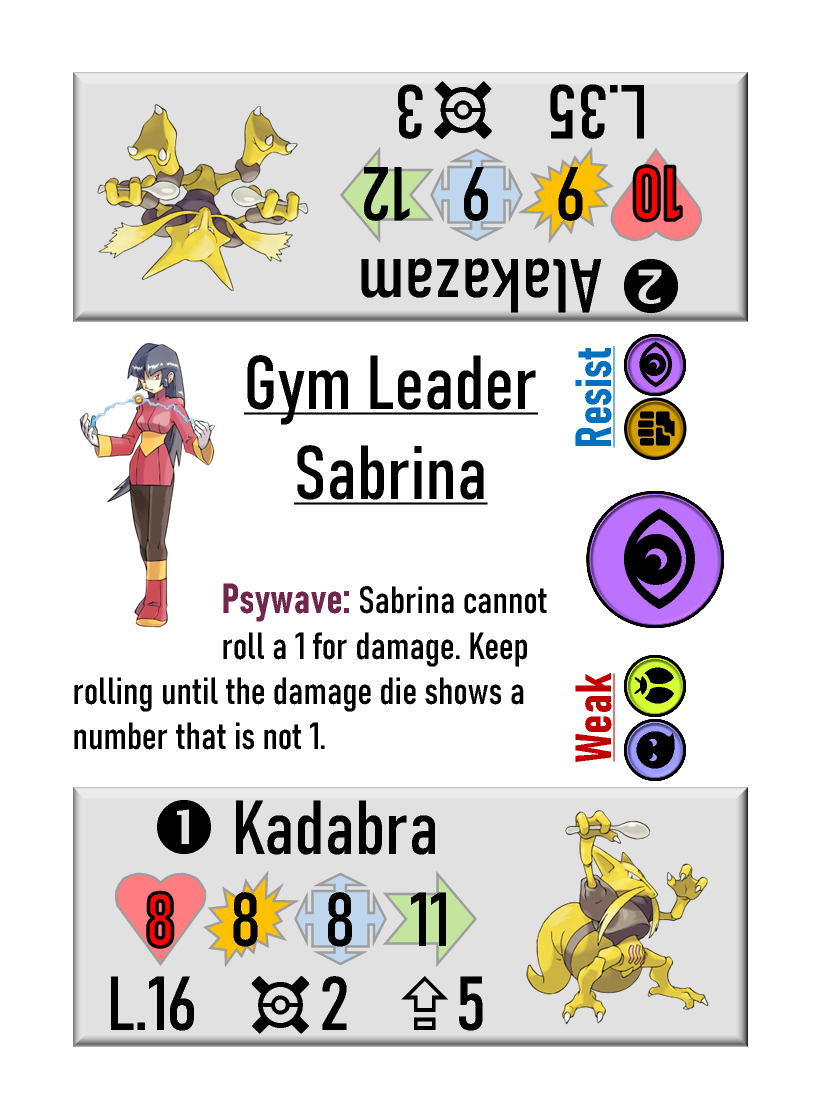 2 Alakazam
10 9 9 12
L.35 3
Gym Leader
Sabrina
Resist
Psywave: Sabrina cannot
roll a 1 for damage. Keep
rolling until the damage die shows a
number that is not 1.
Weak
1 Kadabra
8 8 8 11
L.16 2 5